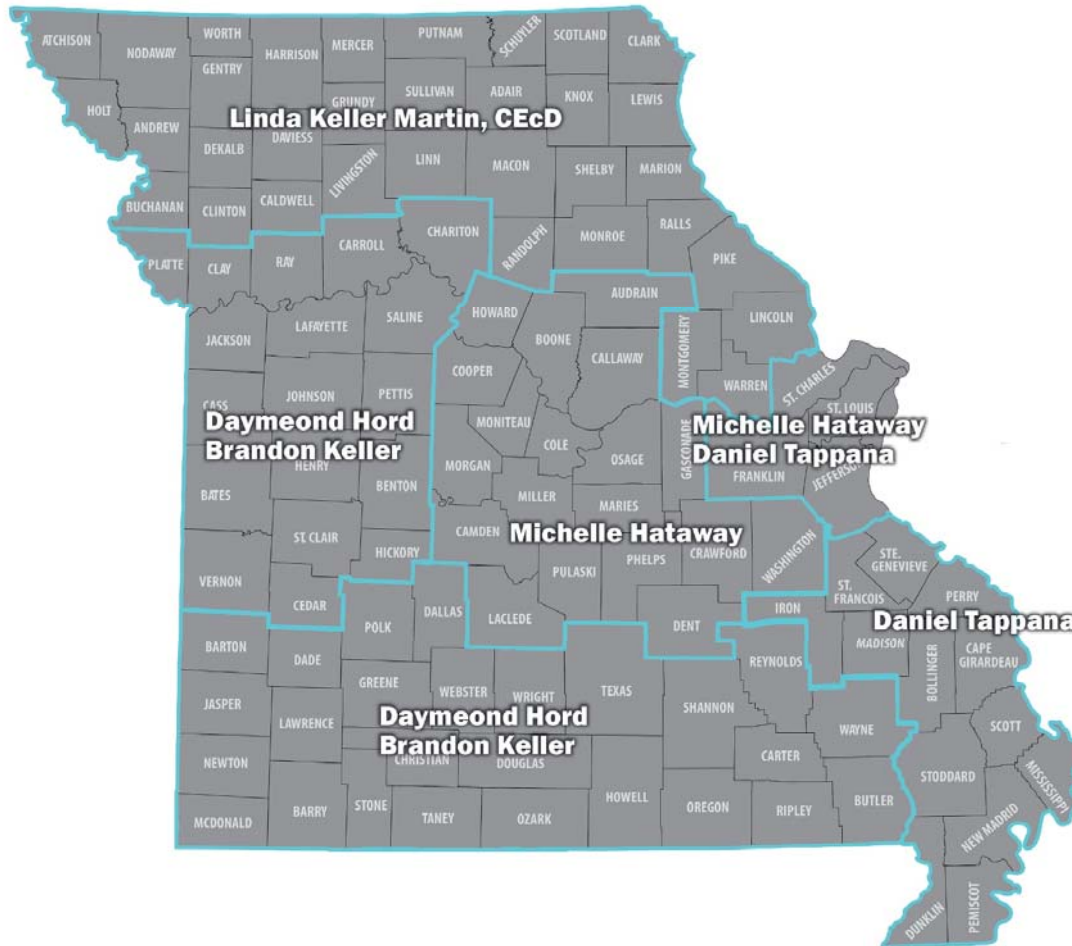 ATCHISON
NODAWAY
WORTH
GENTRY
HARRISON
MERCER
PUTNAM
SCHUYLER
SCOTLAND
CLARK
HOLT
ANDREW
DEKALB
DAVIESS
GRUNDY
SULLIVAN
ADAIR
KNOX
LEWIS
Linda Keller Martin, CEcD
BUCHANAN
CLINTON
CALDWELL
LIVINGSTON
LINN
MACON
SHELBY
MARION
PLATTE
CLAY
RAY
CARROLL
CHARITON
RANDOLPH
MONROE
RALLS
PIKE
JACKSON
LAFAYETTE
SALINE
HOWARD
BOONE
AUDRAIN
CALLAWAY
MONTGOMERY
LINCOLN
WARREN
ST. CHARLES
ST. LOUIS
CASS
JOHNSON
PETTIS
COOPER
MONITEAU
COLE
OSAGE
GASCONADE
FRANKLIN
JEFFERSON
Daymeond Hord
Brandon Keller
Michelle Hataway
Daniel Tappana
BATES
HENRY
BENTON
MORGAN
MILLER
MARIES
ST. CLAIR
HICKORY
CAMDEN
Michelle Hataway
PULASKI
PHELPS
CRAWFORD
WASHINGTON
STE.
GENEVIEVE
ST.
FRANCOIS
PERRY
VERNON
CEDAR
POLK
DALLAS
LACLEDE
DENT
IRON
MADISON
Daniel Tappana
BOLLINGER
CAPE
GIRARDEAU
BARTON
DADE
GREENE
WEBSTER
WRIGHT
TEXAS
SHANNON
REYNOLDS
WAYNE
SCOTT
JASPER
LAWRENCE
Daymeond Hord
Brandon Keller
CHRISTIAN
DOUGLAS
CARTER
STODDARD
MISSISSIPPI
NEWTON
MCDONALD
BARRY
STONE
TANEY
OZARK
HOWELL
OREGON
RIPLEY
BUTLER
NEW MADRID
DUNKLIN
PEMISCOT